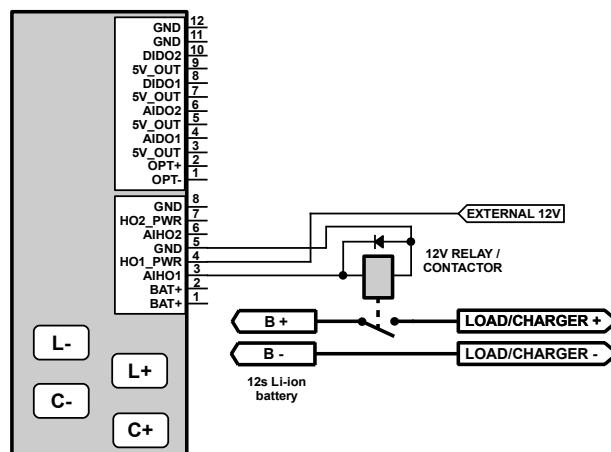 GND 12
GND 11
DIDO2 10
5V_OUT 9
DIDO1 8
5V_OUT 7
AIDO2 6
5V_OUT 5
AIDO1 4
5V_OUT 3
OPT+ 2
OPT- 1
GND 8
HO2_PWR 7
AIHO2 6
GND 5
HO1_PWR 4
AIHO1 3
BAT+ 2
BAT+ 1
EXTERNAL 12V
12V RELAY /
CONTACTOR
B +
LOAD/CHARGER +
B -
LOAD/CHARGER -
12s Li-ion
battery
L-
L+
C-
C+